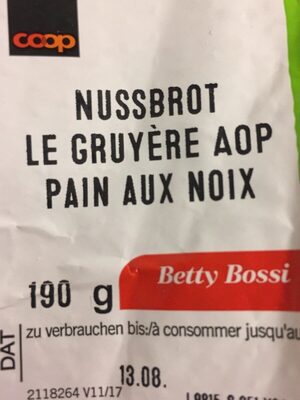 coop
NUSSBROT
LE GRUYÈRE AOP
PAIN AUX NOIX
Betty Bossi
190 g
DAT
zu verbrauchen bis:/à consommer jusqu'au
13.08.
2118264 V11/17